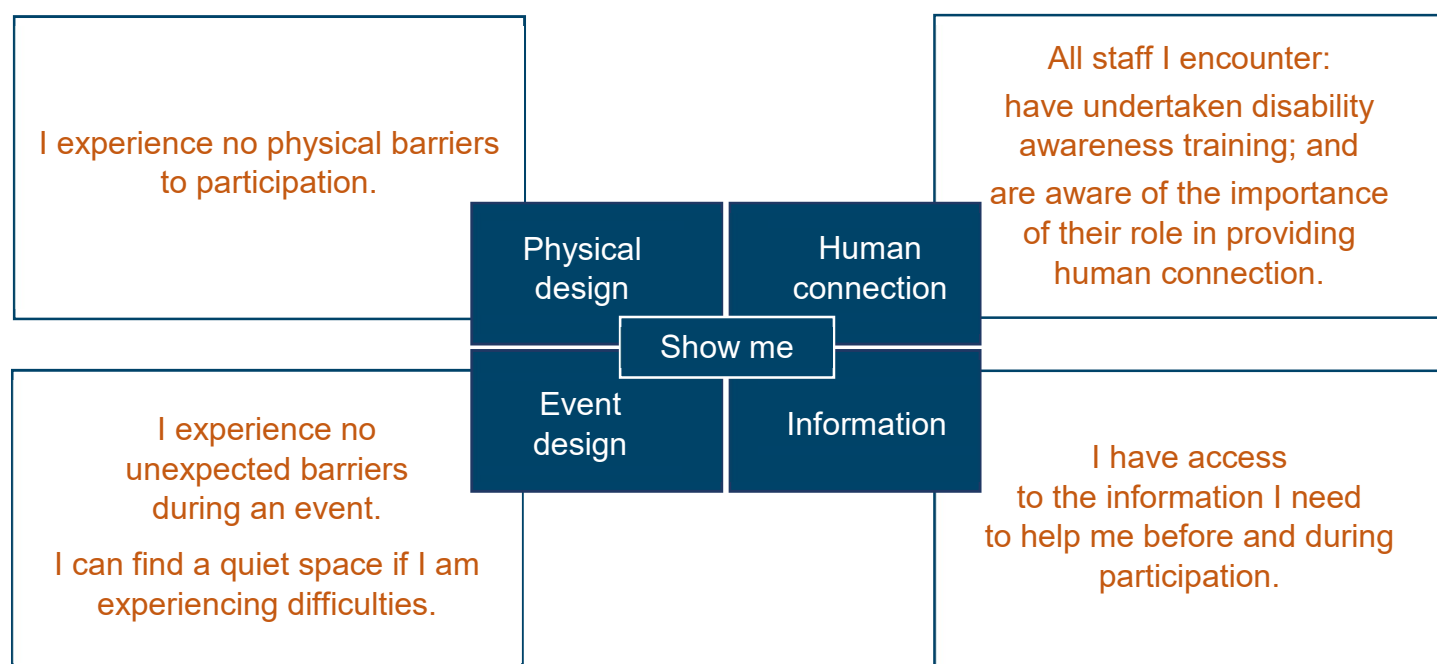 I experience no physical barriers
to participation.
All staff I encounter:
have undertaken disability
awareness training; and
are aware of the importance
of their role in providing
human connection.
Physical
design
Human
connection
Show me
Event
design
Information
I experience no
unexpected barriers
during an event.
I can find a quiet space if I am
experiencing difficulties.
I have access
to the information I need
to help me before and during
participation.